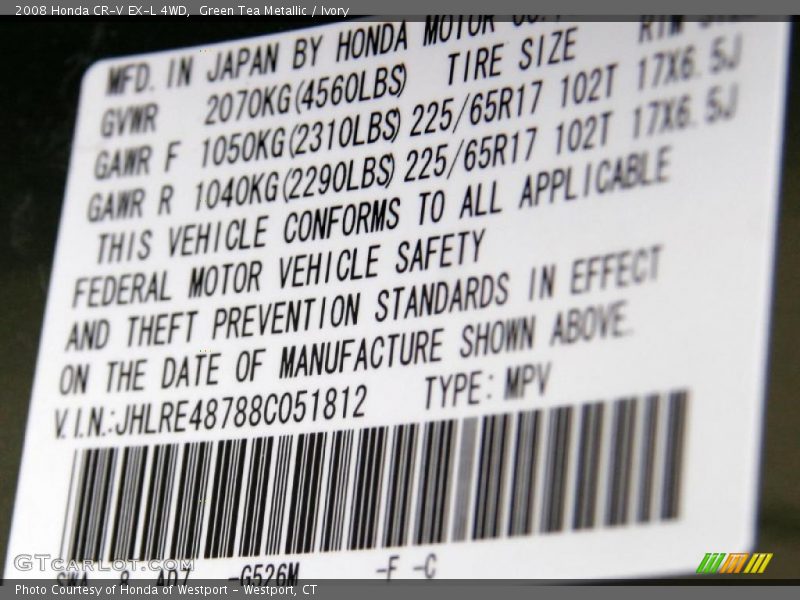 2008 Honda CR-V EX-L 4WD, Green Tea Metallic / Ivory
MFD. IN JAPAN BY HONDA MOTOR
GVWR 2070KG(4560LBS) TIRE SIZE
GAWR F 1050KG(2310LBS) 225/65R17 102T 17X6.5J
GAWR R 1040KG(2290LBS) 225/65R17 102T 17X6.5J
THIS VEHICLE CONFORMS TO ALL APPLICABLE
FEDERAL MOTOR VEHICLE SAFETY
AND THEFT PREVENTION STANDARDS IN EFFECT
ON THE DATE OF MANUFACTURE SHOWN ABOVE.
V.I.N.:JHLRE48788C051812 TYPE: MPV
GTCARLOT.COM
-G526M -F -C
Photo Courtesy of Honda of Westport - Westport, CT